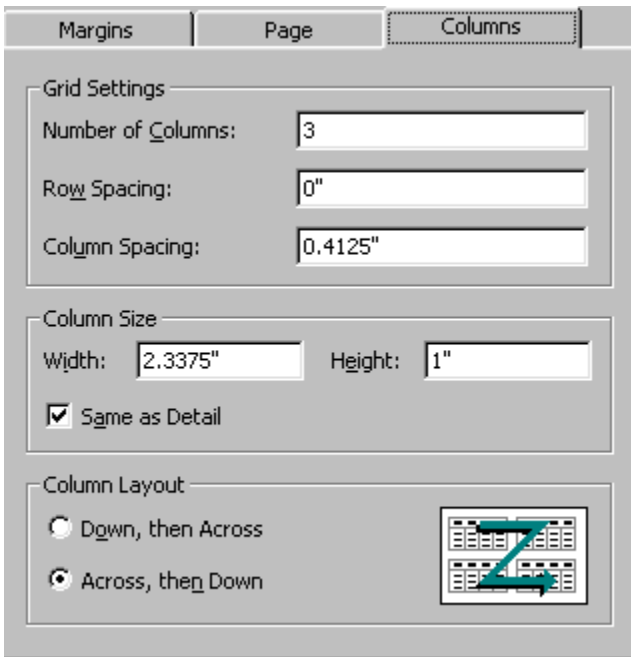 Margins Page Columns
Grid Settings
Number of Columns: 3
Row Spacing: 0"
Column Spacing: 0.4125"
Column Size
Width: 2.3375" Height: 1"
Same as Detail
Column Layout
Down, then Across
Across, then Down